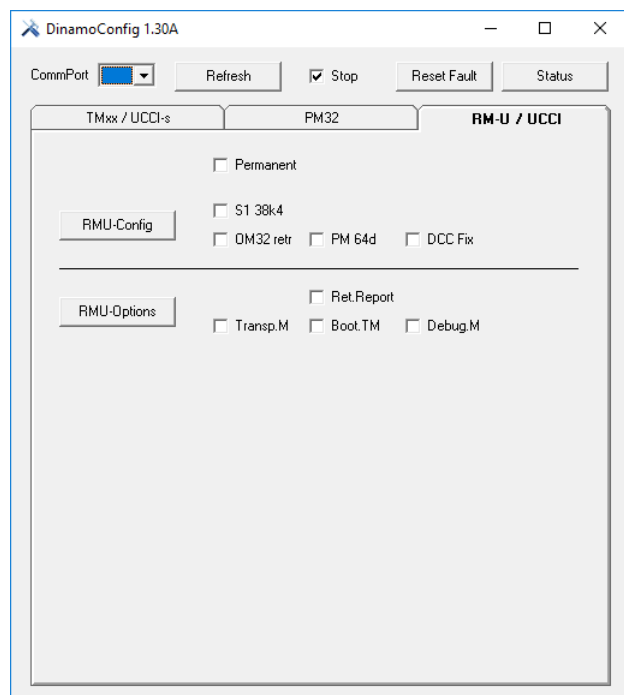 DinamoConfig 1.30A
CommPort Refresh Stop Reset Fault Status
TMxx / UCCI-s PM32 RM-U / UCCI
Permanent
S1 38k4
RMU-Config
OM32 retr PM 64d DCC Fix
Ret.Report
RMU-Options
Transp.M Boot.TM Debug.M